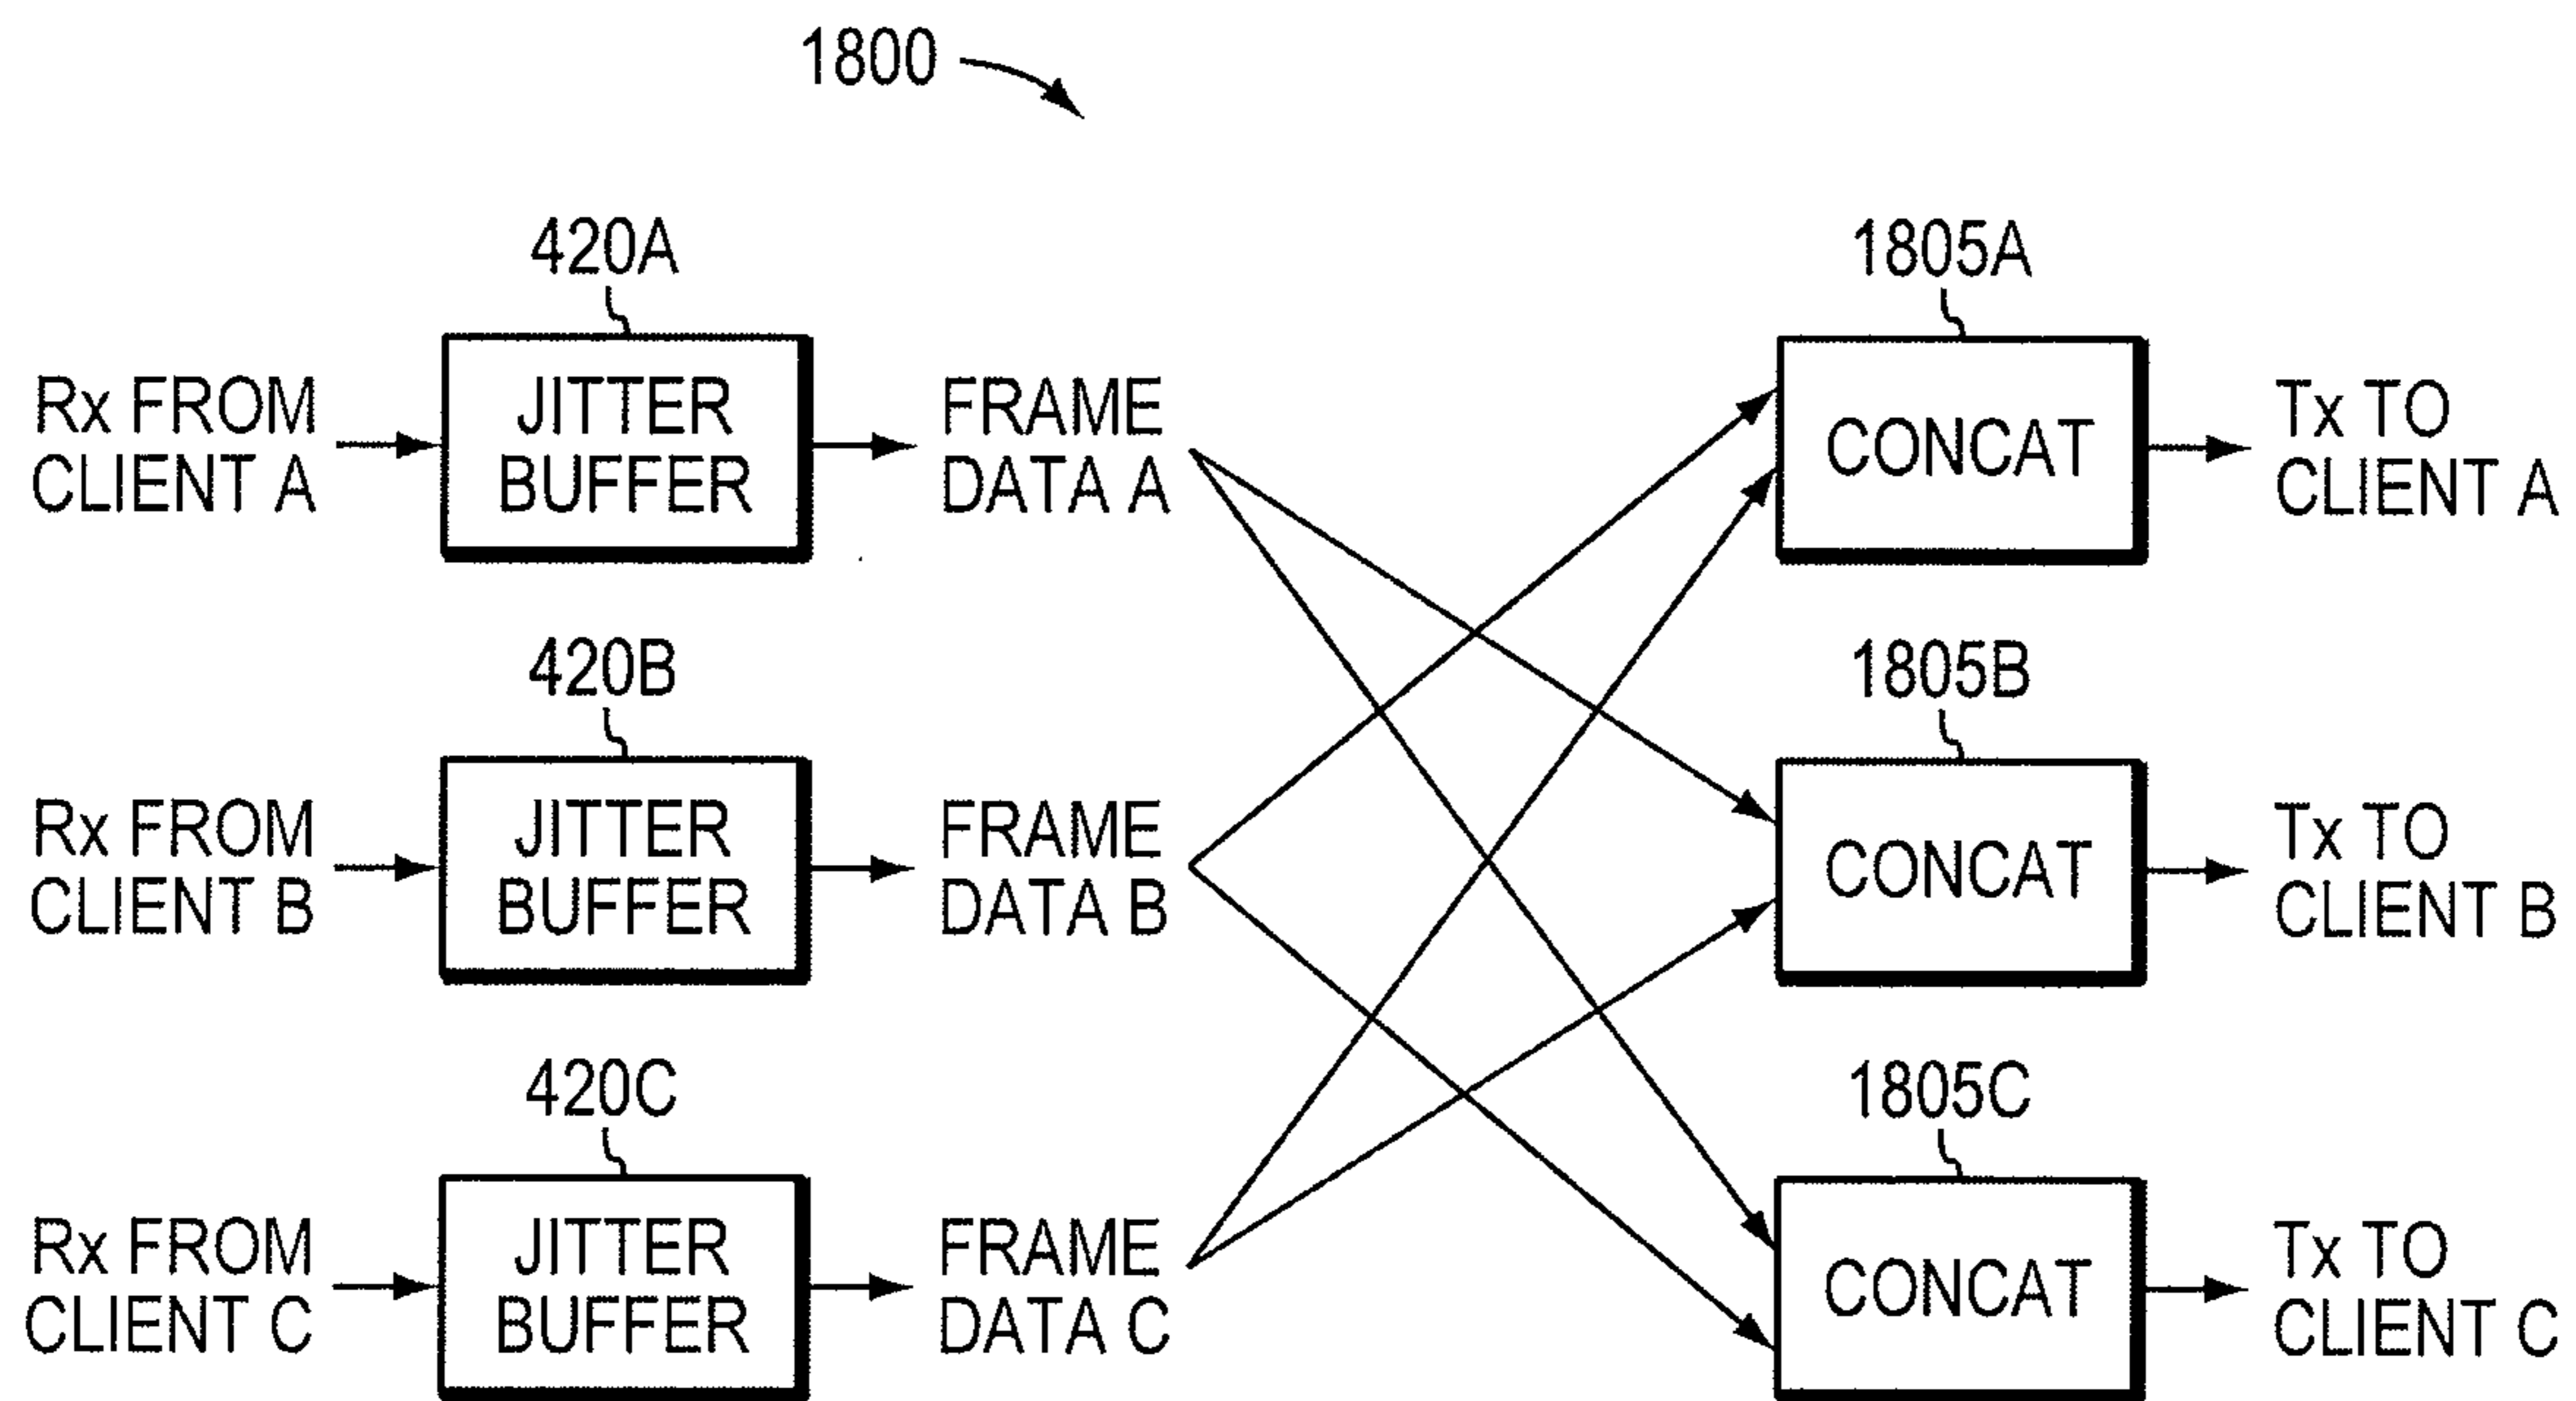 1800
420A
1805A
Rx FROM
CLIENT A
JITTER
BUFFER
FRAME
DATA A
CONCAT
Tx TO
CLIENT A
420B
1805B
Rx FROM
CLIENT B
JITTER
BUFFER
FRAME
DATA B
CONCAT
Tx TO
CLIENT B
420C
1805C
Rx FROM
CLIENT C
JITTER
BUFFER
FRAME
DATA C
CONCAT
Tx TO
CLIENT C